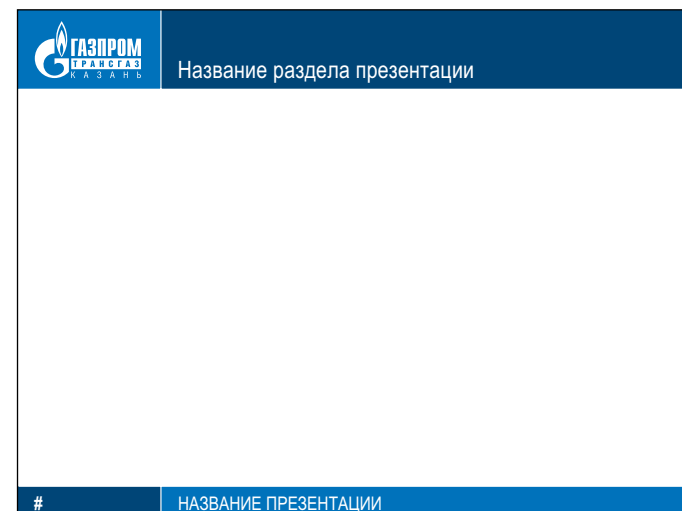 ГАЗПРОМ
ТРАНСГАЗ
КАЗАНЬ
Название раздела презентации
# НАЗВАНИЕ ПРЕЗЕНТАЦИИ